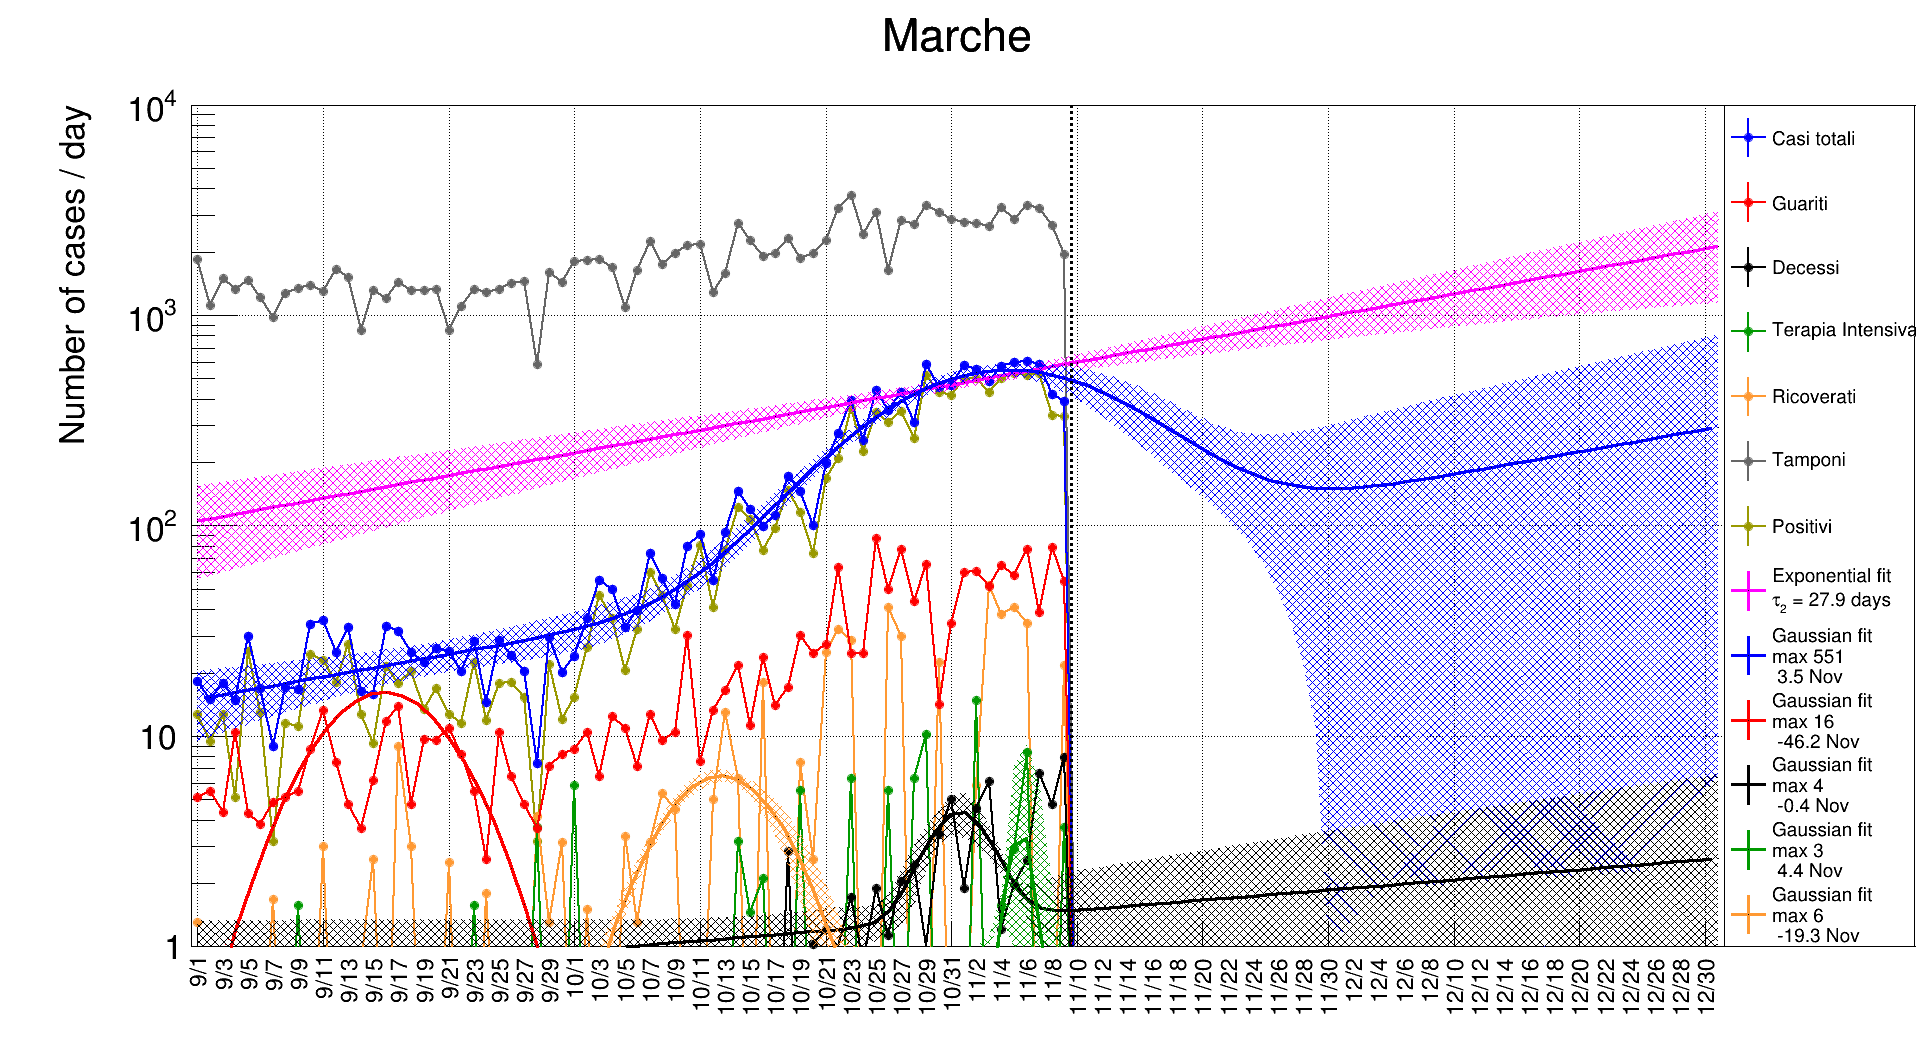 Marche
Number of cases / day
10^4
10^3
10^2
10
1
9/1 9/3 9/5 9/7 9/9 9/11 9/13 9/15 9/17 9/19 9/21 9/23 9/25 9/27 9/29 10/1 10/3 10/5 10/7 10/9 10/11 10/13 10/15 10/17 10/19 10/21 10/23 10/25 10/27 10/29 10/31 11/2 11/4 11/6 11/8 11/10 11/12 11/14 11/16 11/18 11/20 11/22 11/24 11/26 11/28 11/30 12/2 12/4 12/6 12/8 12/10 12/12 12/14 12/16 12/18 12/20 12/22 12/24 12/26 12/28 12/30
Casi totali
Guariti
Decessi
Terapia Intensiva
Ricoverati
Tamponi
Positivi
Exponential fit
τ2 = 27.9 days
Gaussian fit
max 551
3.5 Nov
Gaussian fit
max 16
-46.2 Nov
Gaussian fit
max 4
-0.4 Nov
Gaussian fit
max 3
4.4 Nov
Gaussian fit
max 6
-19.3 Nov